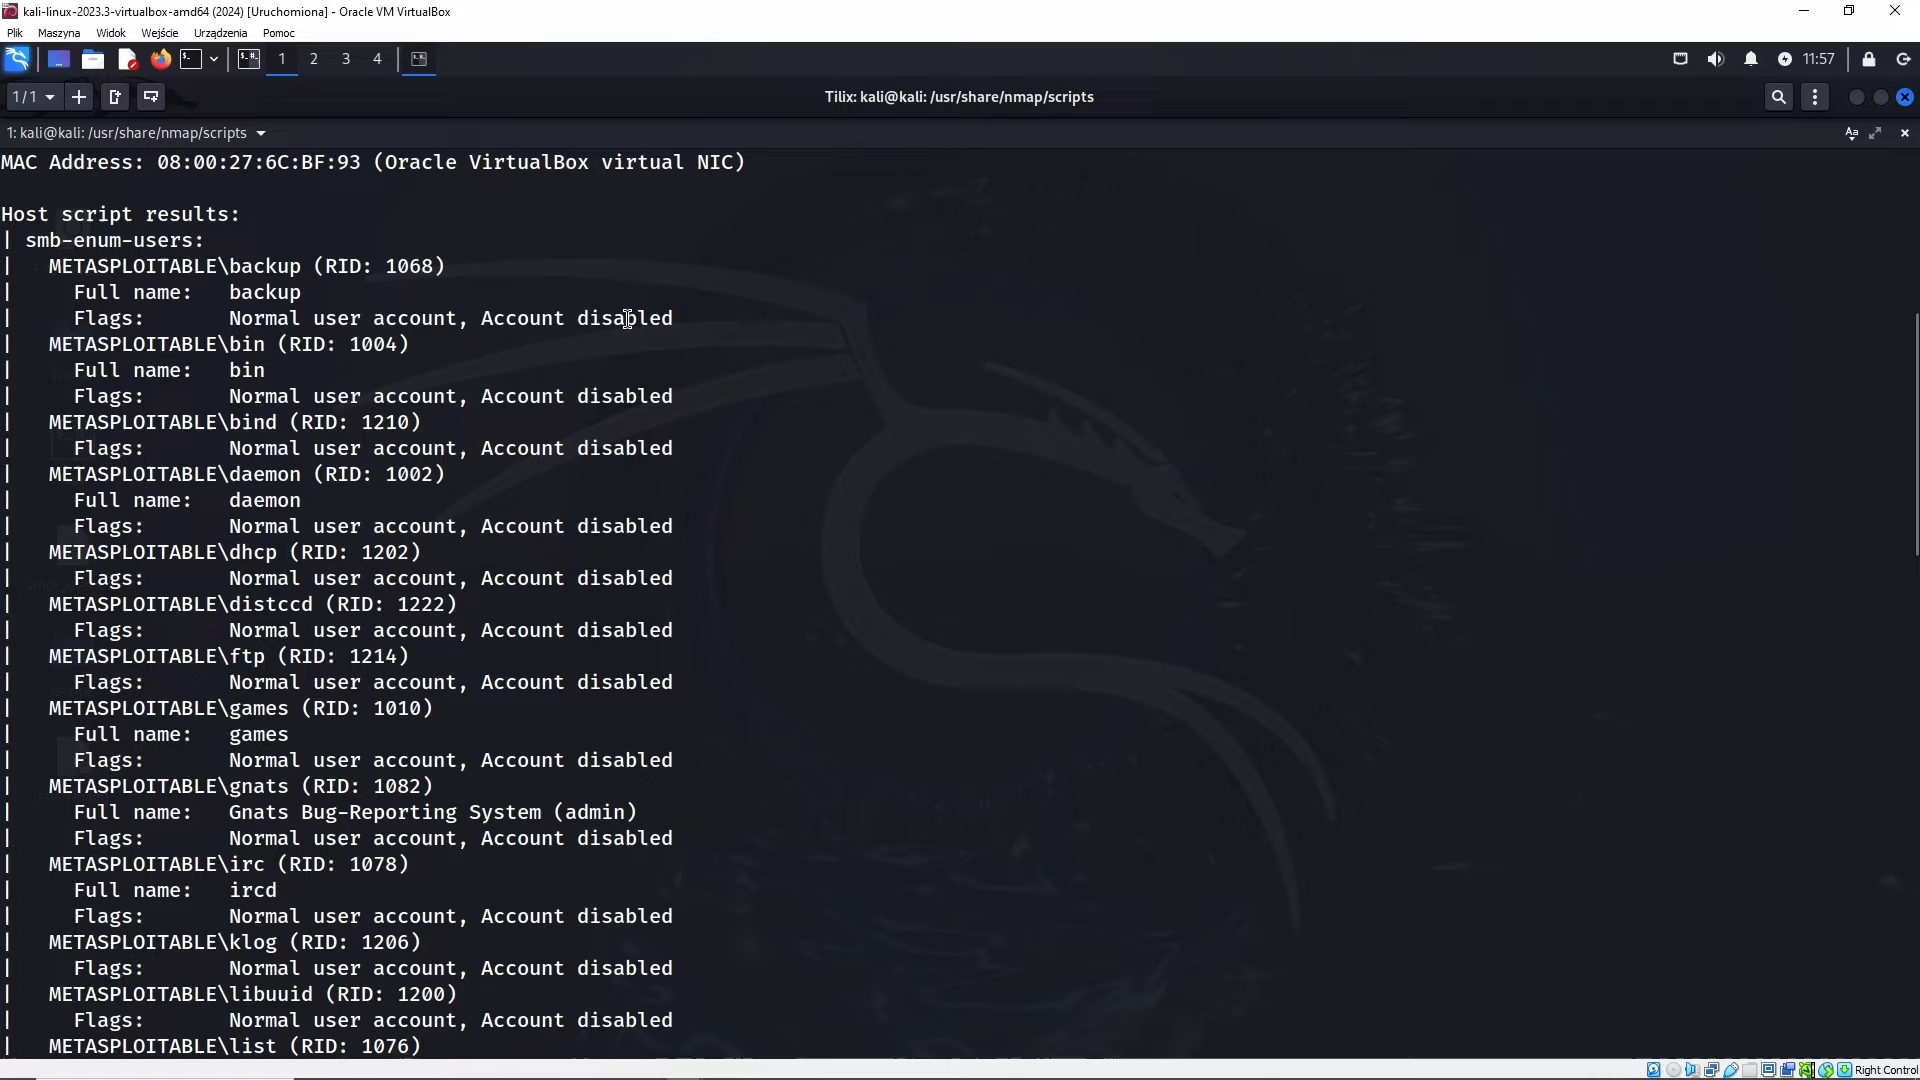 kali-linux-2023.3-virtualbox-amd64 (2024) [Uruchomiona] - Oracle VM VirtualBox
Plik Maszyna Widok Wejście Urządzenia Pomoc
1 2 3 4 11:57
1/1 Tilix: kali@kali: /usr/share/nmap/scripts
1: kali@kali: /usr/share/nmap/scripts
MAC Address: 08:00:27:6C:BF:93 (Oracle VirtualBox virtual NIC)
Host script results:
| smb-enum-users:
|   METASPLOITABLE\backup (RID: 1068)
|     Full name:   backup
|     Flags:       Normal user account, Account disabled
|   METASPLOITABLE\bin (RID: 1004)
|     Full name:   bin
|     Flags:       Normal user account, Account disabled
|   METASPLOITABLE\bind (RID: 1210)
|     Flags:       Normal user account, Account disabled
|   METASPLOITABLE\daemon (RID: 1002)
|     Full name:   daemon
|     Flags:       Normal user account, Account disabled
|   METASPLOITABLE\dhcp (RID: 1202)
|     Flags:       Normal user account, Account disabled
|   METASPLOITABLE\distccd (RID: 1222)
|     Flags:       Normal user account, Account disabled
|   METASPLOITABLE\ftp (RID: 1214)
|     Flags:       Normal user account, Account disabled
|   METASPLOITABLE\games (RID: 1010)
|     Full name:   games
|     Flags:       Normal user account, Account disabled
|   METASPLOITABLE\gnats (RID: 1082)
|     Full name:   Gnats Bug-Reporting System (admin)
|     Flags:       Normal user account, Account disabled
|   METASPLOITABLE\irc (RID: 1078)
|     Full name:   ircd
|     Flags:       Normal user account, Account disabled
|   METASPLOITABLE\klog (RID: 1206)
|     Flags:       Normal user account, Account disabled
|   METASPLOITABLE\libuuid (RID: 1200)
|     Flags:       Normal user account, Account disabled
|   METASPLOITABLE\list (RID: 1076)
Right Control